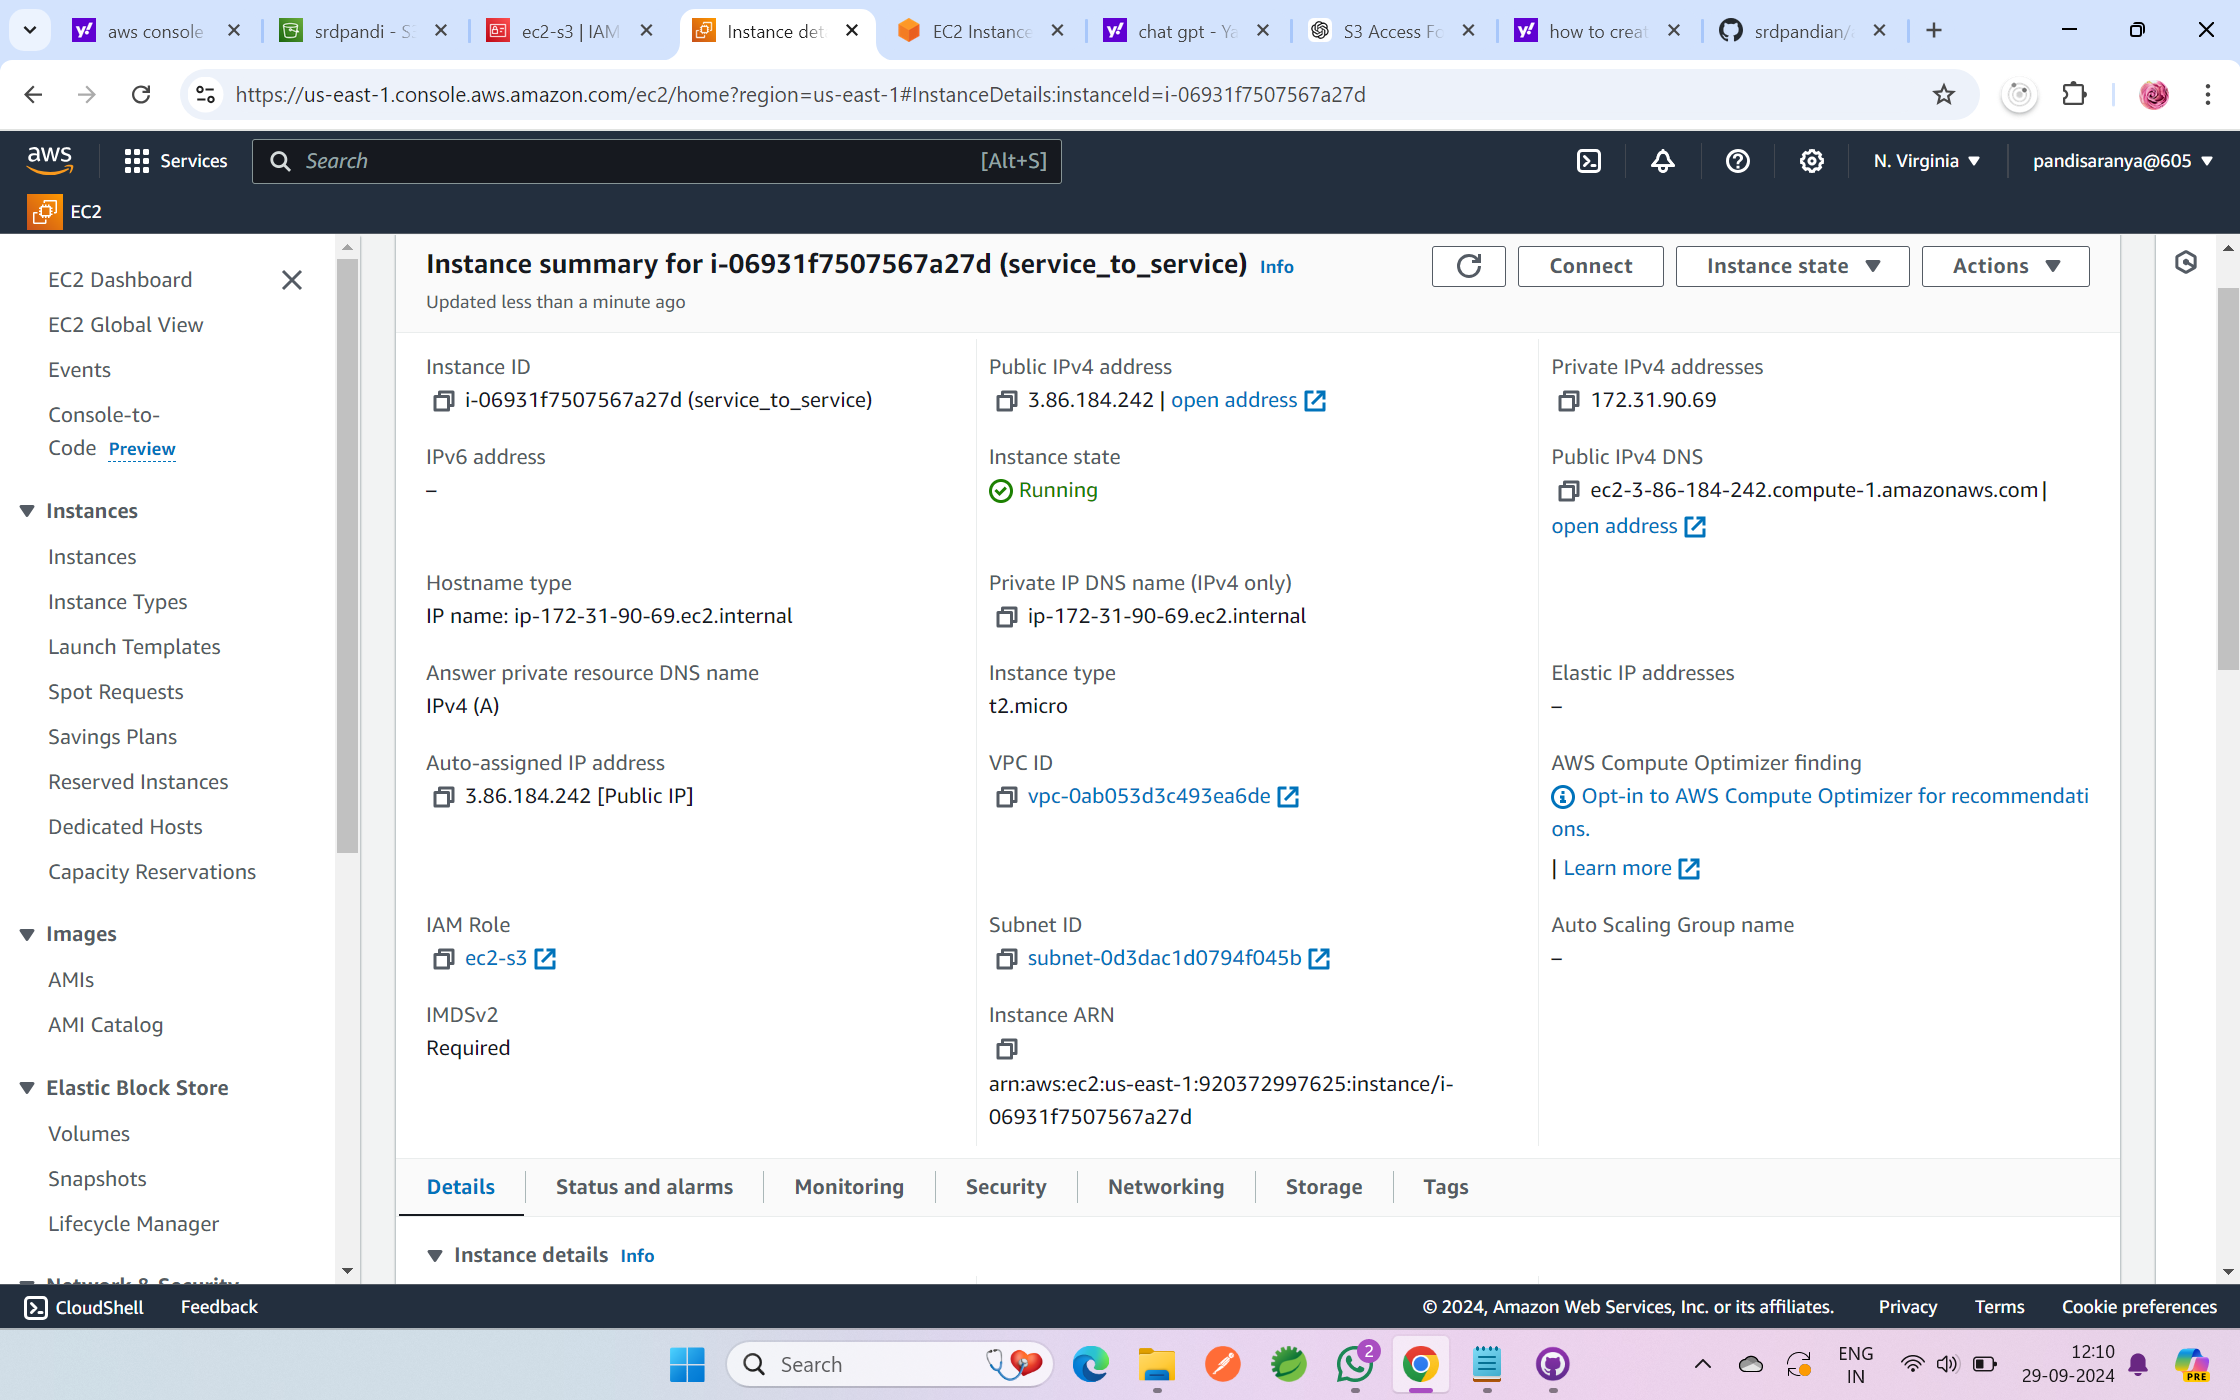 aws console
srdpandi - S3
ec2-s3 | IAM
Instance det
EC2 Instance
chat gpt - Ya
S3 Access Fo
how to creat
srdpandian/
https://us-east-1.console.aws.amazon.com/ec2/home?region=us-east-1#InstanceDetails:instanceId=i-06931f7507567a27d
aws
Services
Search
[Alt+S]
N. Virginia
pandisaranya@605
EC2
EC2 Dashboard
EC2 Global View
Events
Console-to-
Code Preview
Instances
Instances
Instance Types
Launch Templates
Spot Requests
Savings Plans
Reserved Instances
Dedicated Hosts
Capacity Reservations
Images
AMIs
AMI Catalog
Elastic Block Store
Volumes
Snapshots
Lifecycle Manager
Network & Security
Instance summary for i-06931f7507567a27d (service_to_service) Info
Updated less than a minute ago
Connect
Instance state
Actions
Instance ID
i-06931f7507567a27d (service_to_service)
Public IPv4 address
3.86.184.242 | open address
Private IPv4 addresses
172.31.90.69
IPv6 address
–
Instance state
Running
Public IPv4 DNS
ec2-3-86-184-242.compute-1.amazonaws.com |
open address
Hostname type
IP name: ip-172-31-90-69.ec2.internal
Private IP DNS name (IPv4 only)
ip-172-31-90-69.ec2.internal
Answer private resource DNS name
IPv4 (A)
Instance type
t2.micro
Elastic IP addresses
–
Auto-assigned IP address
3.86.184.242 [Public IP]
VPC ID
vpc-0ab053d3c493ea6de
AWS Compute Optimizer finding
Opt-in to AWS Compute Optimizer for recommendati
ons.
| Learn more
IAM Role
ec2-s3
Subnet ID
subnet-0d3dac1d0794f045b
Auto Scaling Group name
–
IMDSv2
Required
Instance ARN
arn:aws:ec2:us-east-1:920372997625:instance/i-
06931f7507567a27d
Details
Status and alarms
Monitoring
Security
Networking
Storage
Tags
Instance details Info
CloudShell
Feedback
© 2024, Amazon Web Services, Inc. or its affiliates.
Privacy
Terms
Cookie preferences
Search
2
ENG
IN
12:10
29-09-2024
PRE